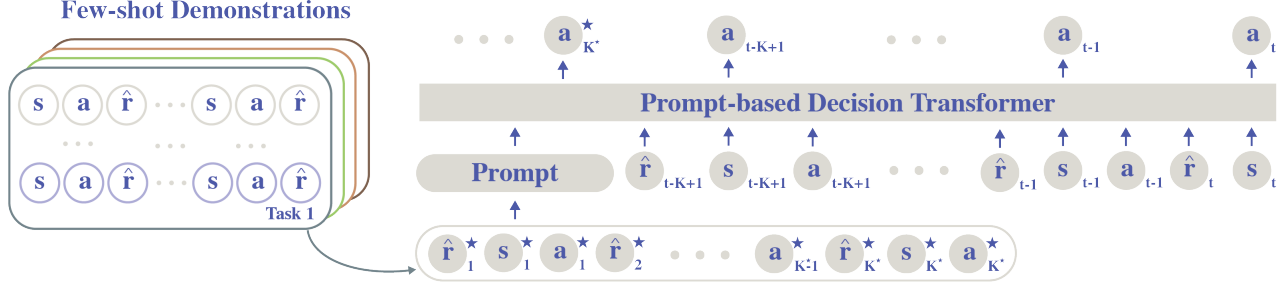 Few-shot Demonstrations
s a r̂ ... s a r̂
...  ...  ...
s a r̂ ... s a r̂
Task 1
... a★K* a t-K+1 ... a t-1 a t
Prompt-based Decision Transformer
Prompt r̂ t-K+1 s t-K+1 a t-K+1 ... r̂ t-1 s t-1 a t-1 r̂ t s t
r̂★1 s★1 a★1 r̂★2 ... a★K*-1 r̂★K* s★K* a★K*